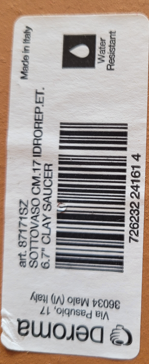 Made in Italy
Water
Resistant
art. 87171SZ
SOTTOVASO CM.17 IDROREP.ET.
6.7" CLAY SAUCER
726232 24161 4
Deroma
Via Pasubio, 17
36034 Malo (VI) Italy